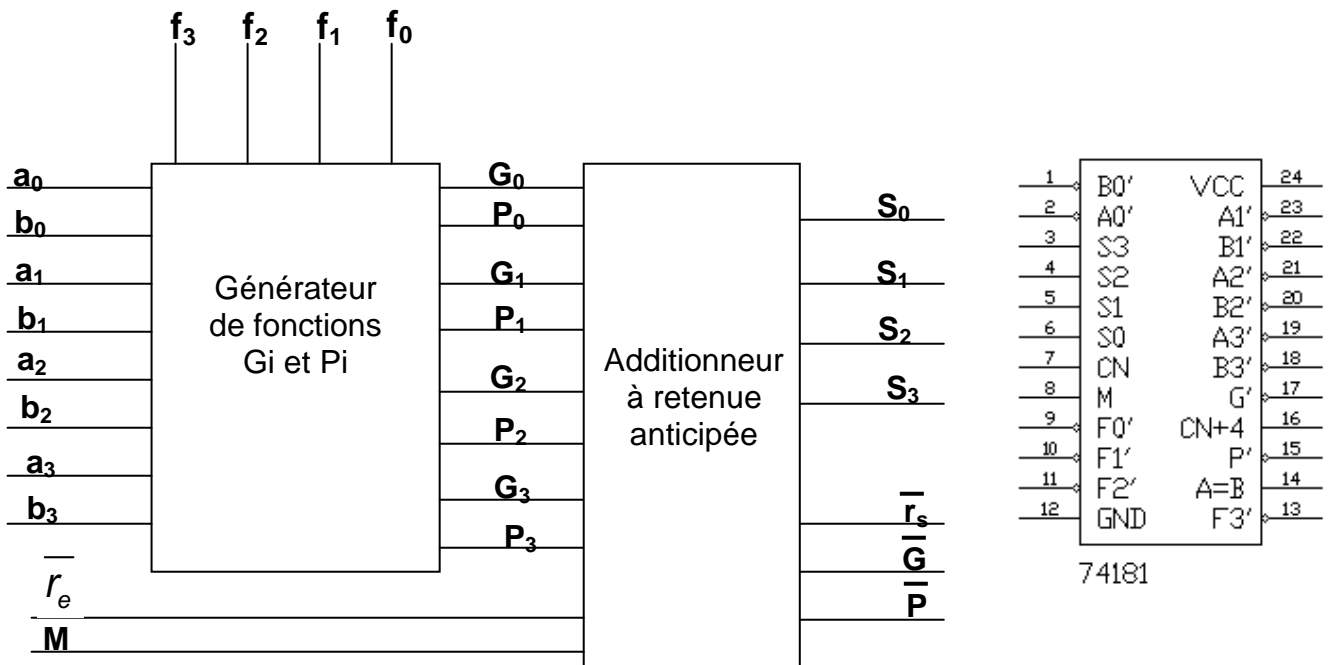 f3 f2 f1 f0
a0
b0
a1
b1
a2
b2
a3
b3
Générateur
de fonctions
Gi et Pi
G0
P0
G1
P1
G2
P2
G3
P3
Additionneur
à retenue
anticipée
S0
S1
S2
S3
r̅s
G̅
P̅
r̅e
M
1 B0' VCC 24
2 A0' A1' 23
3 S3 B1' 22
4 S2 A2' 21
5 S1 B2' 20
6 S0 A3' 19
7 CN B3' 18
8 M G' 17
9 F0' CN+4 16
10 F1' P' 15
11 F2' A=B 14
12 GND F3' 13
74181